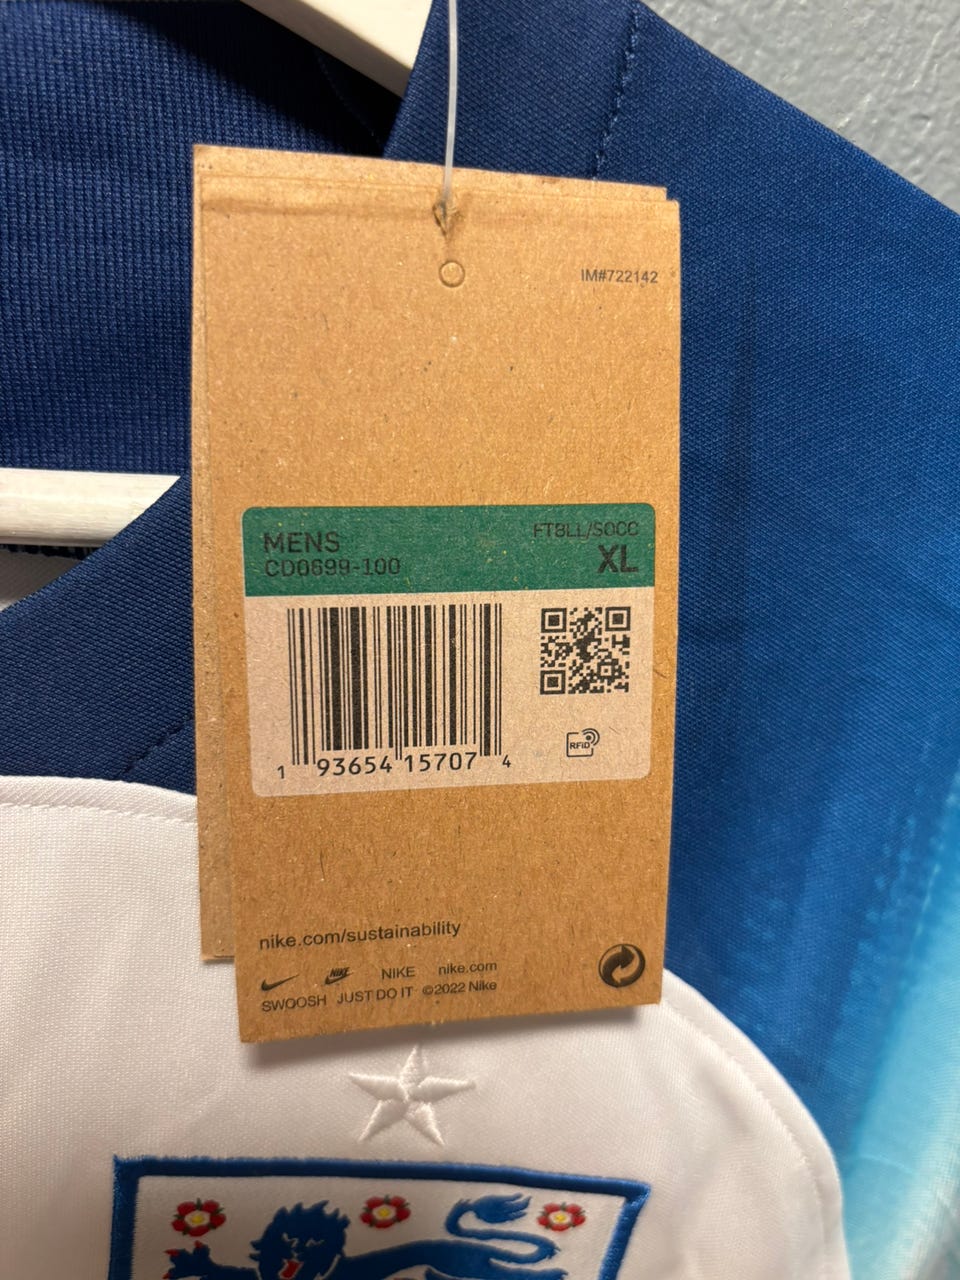 IM#722142
MENS FTBLL/SOCC
CD0699-100 XL
1 93654 15707 4
RFID
nike.com/sustainability
NIKE NIKE nike.com
SWOOSH JUST DO IT ©2022 Nike